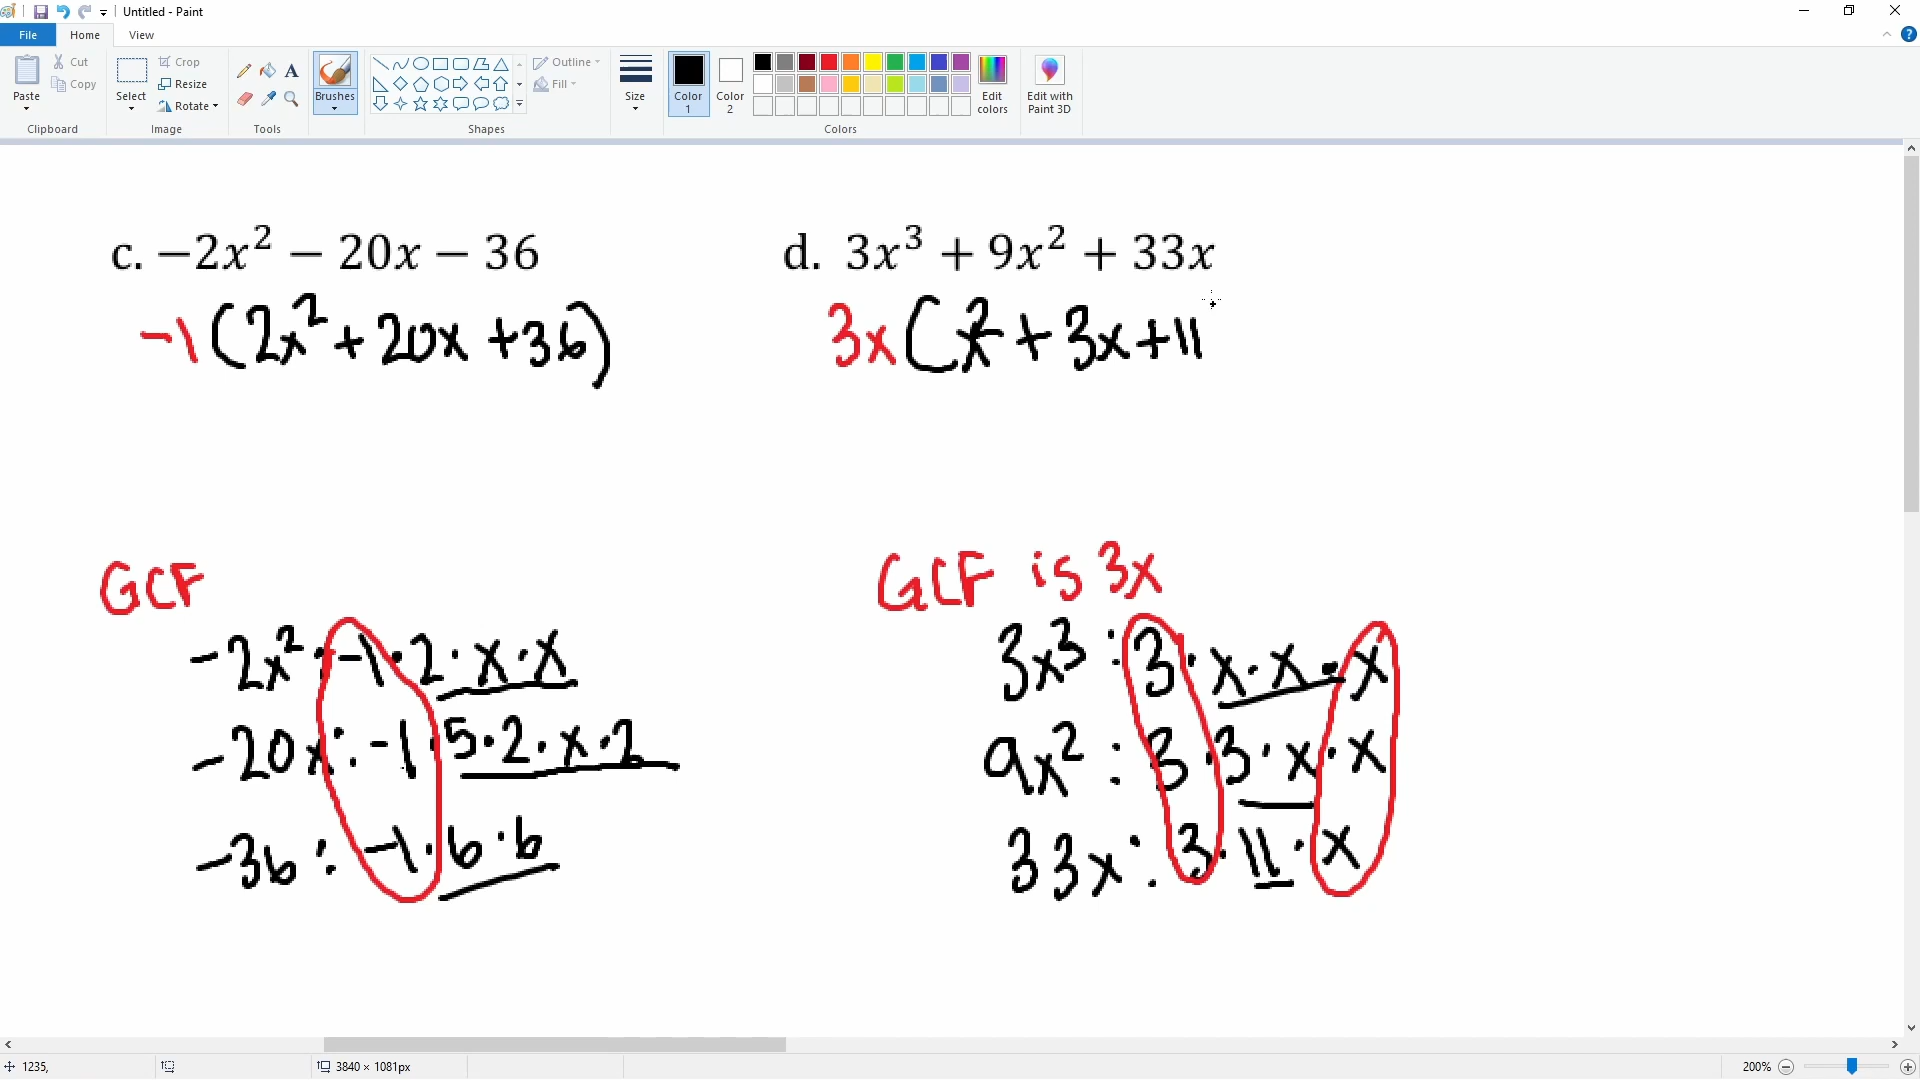 Untitled - Paint
File Home View
Paste
Cut
Copy
Clipboard
Select
Crop
Resize
Rotate
Image
A
Tools
Brushes
Outline
Fill
Shapes
Size
Color 1
Color 2
Edit colors
Colors
Edit with Paint 3D
c. −2x² − 20x − 36
-1(2x²+20x+36)
GCF
-2x² : -1·2·x·x
-20x : -1·5·2·x·2
-36 : -1·6·6
d. 3x³ + 9x² + 33x
3x(x²+3x+11
GCF is 3x
3x³ : 3·x·x·x
9x² : 3·3·x·x
33x : 3·11·x
1235,
3840 × 1081px
200%